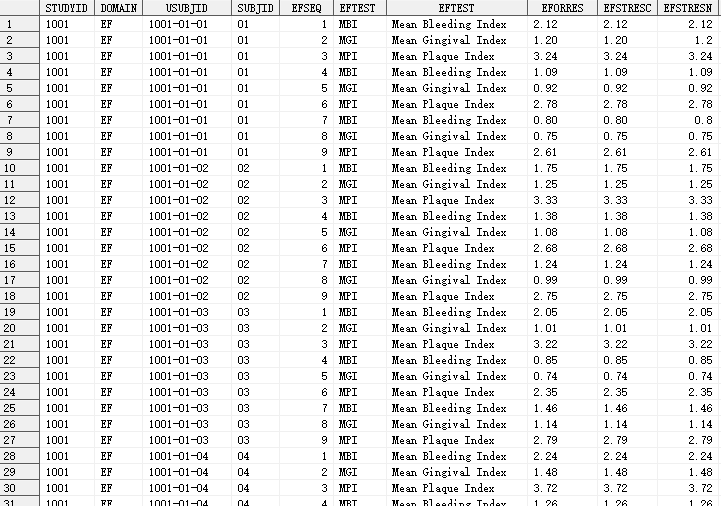 STUDYID DOMAIN USUBJID SUBJID EFSEQ EFTEST EFTEST EFORRES EFSTRESC EFSTRESN
1 1001 EF 1001-01-01 01 1 MBI Mean Bleeding Index 2.12 2.12 2.12
2 1001 EF 1001-01-01 01 2 MGI Mean Gingival Index 1.20 1.20 1.2
3 1001 EF 1001-01-01 01 3 MPI Mean Plaque Index 3.24 3.24 3.24
4 1001 EF 1001-01-01 01 4 MBI Mean Bleeding Index 1.09 1.09 1.09
5 1001 EF 1001-01-01 01 5 MGI Mean Gingival Index 0.92 0.92 0.92
6 1001 EF 1001-01-01 01 6 MPI Mean Plaque Index 2.78 2.78 2.78
7 1001 EF 1001-01-01 01 7 MBI Mean Bleeding Index 0.80 0.80 0.8
8 1001 EF 1001-01-01 01 8 MGI Mean Gingival Index 0.75 0.75 0.75
9 1001 EF 1001-01-01 01 9 MPI Mean Plaque Index 2.61 2.61 2.61
10 1001 EF 1001-01-02 02 1 MBI Mean Bleeding Index 1.75 1.75 1.75
11 1001 EF 1001-01-02 02 2 MGI Mean Gingival Index 1.25 1.25 1.25
12 1001 EF 1001-01-02 02 3 MPI Mean Plaque Index 3.33 3.33 3.33
13 1001 EF 1001-01-02 02 4 MBI Mean Bleeding Index 1.38 1.38 1.38
14 1001 EF 1001-01-02 02 5 MGI Mean Gingival Index 1.08 1.08 1.08
15 1001 EF 1001-01-02 02 6 MPI Mean Plaque Index 2.68 2.68 2.68
16 1001 EF 1001-01-02 02 7 MBI Mean Bleeding Index 1.24 1.24 1.24
17 1001 EF 1001-01-02 02 8 MGI Mean Gingival Index 0.99 0.99 0.99
18 1001 EF 1001-01-02 02 9 MPI Mean Plaque Index 2.75 2.75 2.75
19 1001 EF 1001-01-03 03 1 MBI Mean Bleeding Index 2.05 2.05 2.05
20 1001 EF 1001-01-03 03 2 MGI Mean Gingival Index 1.01 1.01 1.01
21 1001 EF 1001-01-03 03 3 MPI Mean Plaque Index 3.22 3.22 3.22
22 1001 EF 1001-01-03 03 4 MBI Mean Bleeding Index 0.85 0.85 0.85
23 1001 EF 1001-01-03 03 5 MGI Mean Gingival Index 0.74 0.74 0.74
24 1001 EF 1001-01-03 03 6 MPI Mean Plaque Index 2.35 2.35 2.35
25 1001 EF 1001-01-03 03 7 MBI Mean Bleeding Index 1.46 1.46 1.46
26 1001 EF 1001-01-03 03 8 MGI Mean Gingival Index 1.14 1.14 1.14
27 1001 EF 1001-01-03 03 9 MPI Mean Plaque Index 2.79 2.79 2.79
28 1001 EF 1001-01-04 04 1 MBI Mean Bleeding Index 2.24 2.24 2.24
29 1001 EF 1001-01-04 04 2 MGI Mean Gingival Index 1.48 1.48 1.48
30 1001 EF 1001-01-04 04 3 MPI Mean Plaque Index 3.72 3.72 3.72
31 1001 EF 1001-01-04 04 4 MBI Mean Bleeding Index 1.26 1.26 1.26